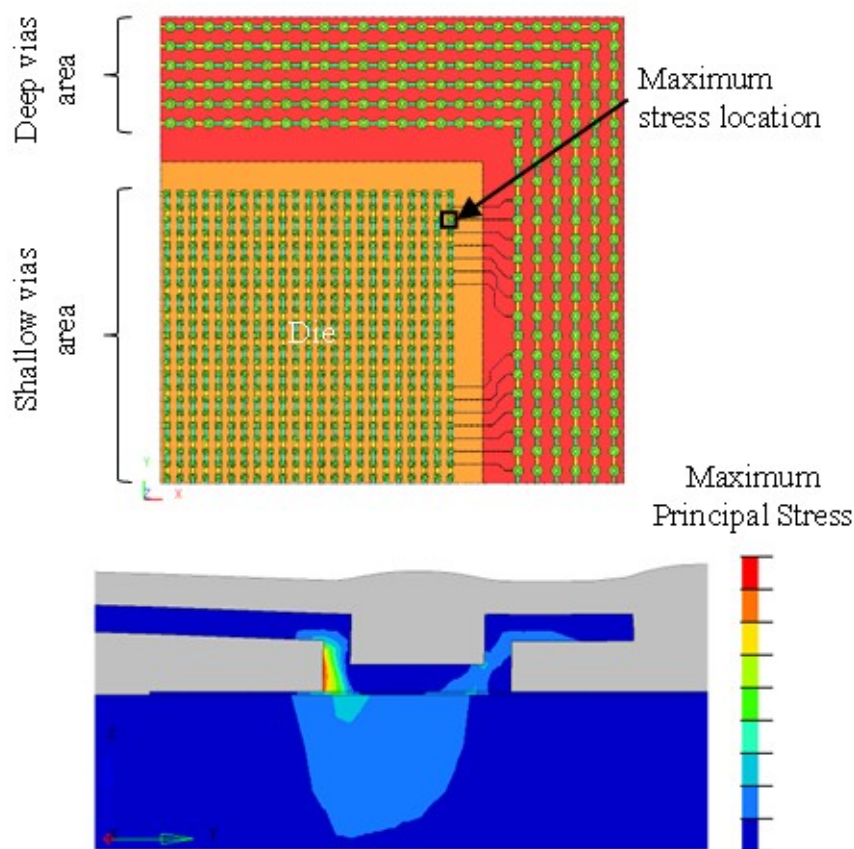 Deep vias
area
Maximum
stress location
Shallow vias
area
Die
Y
Z X
Maximum
Principal Stress
Z
X Y